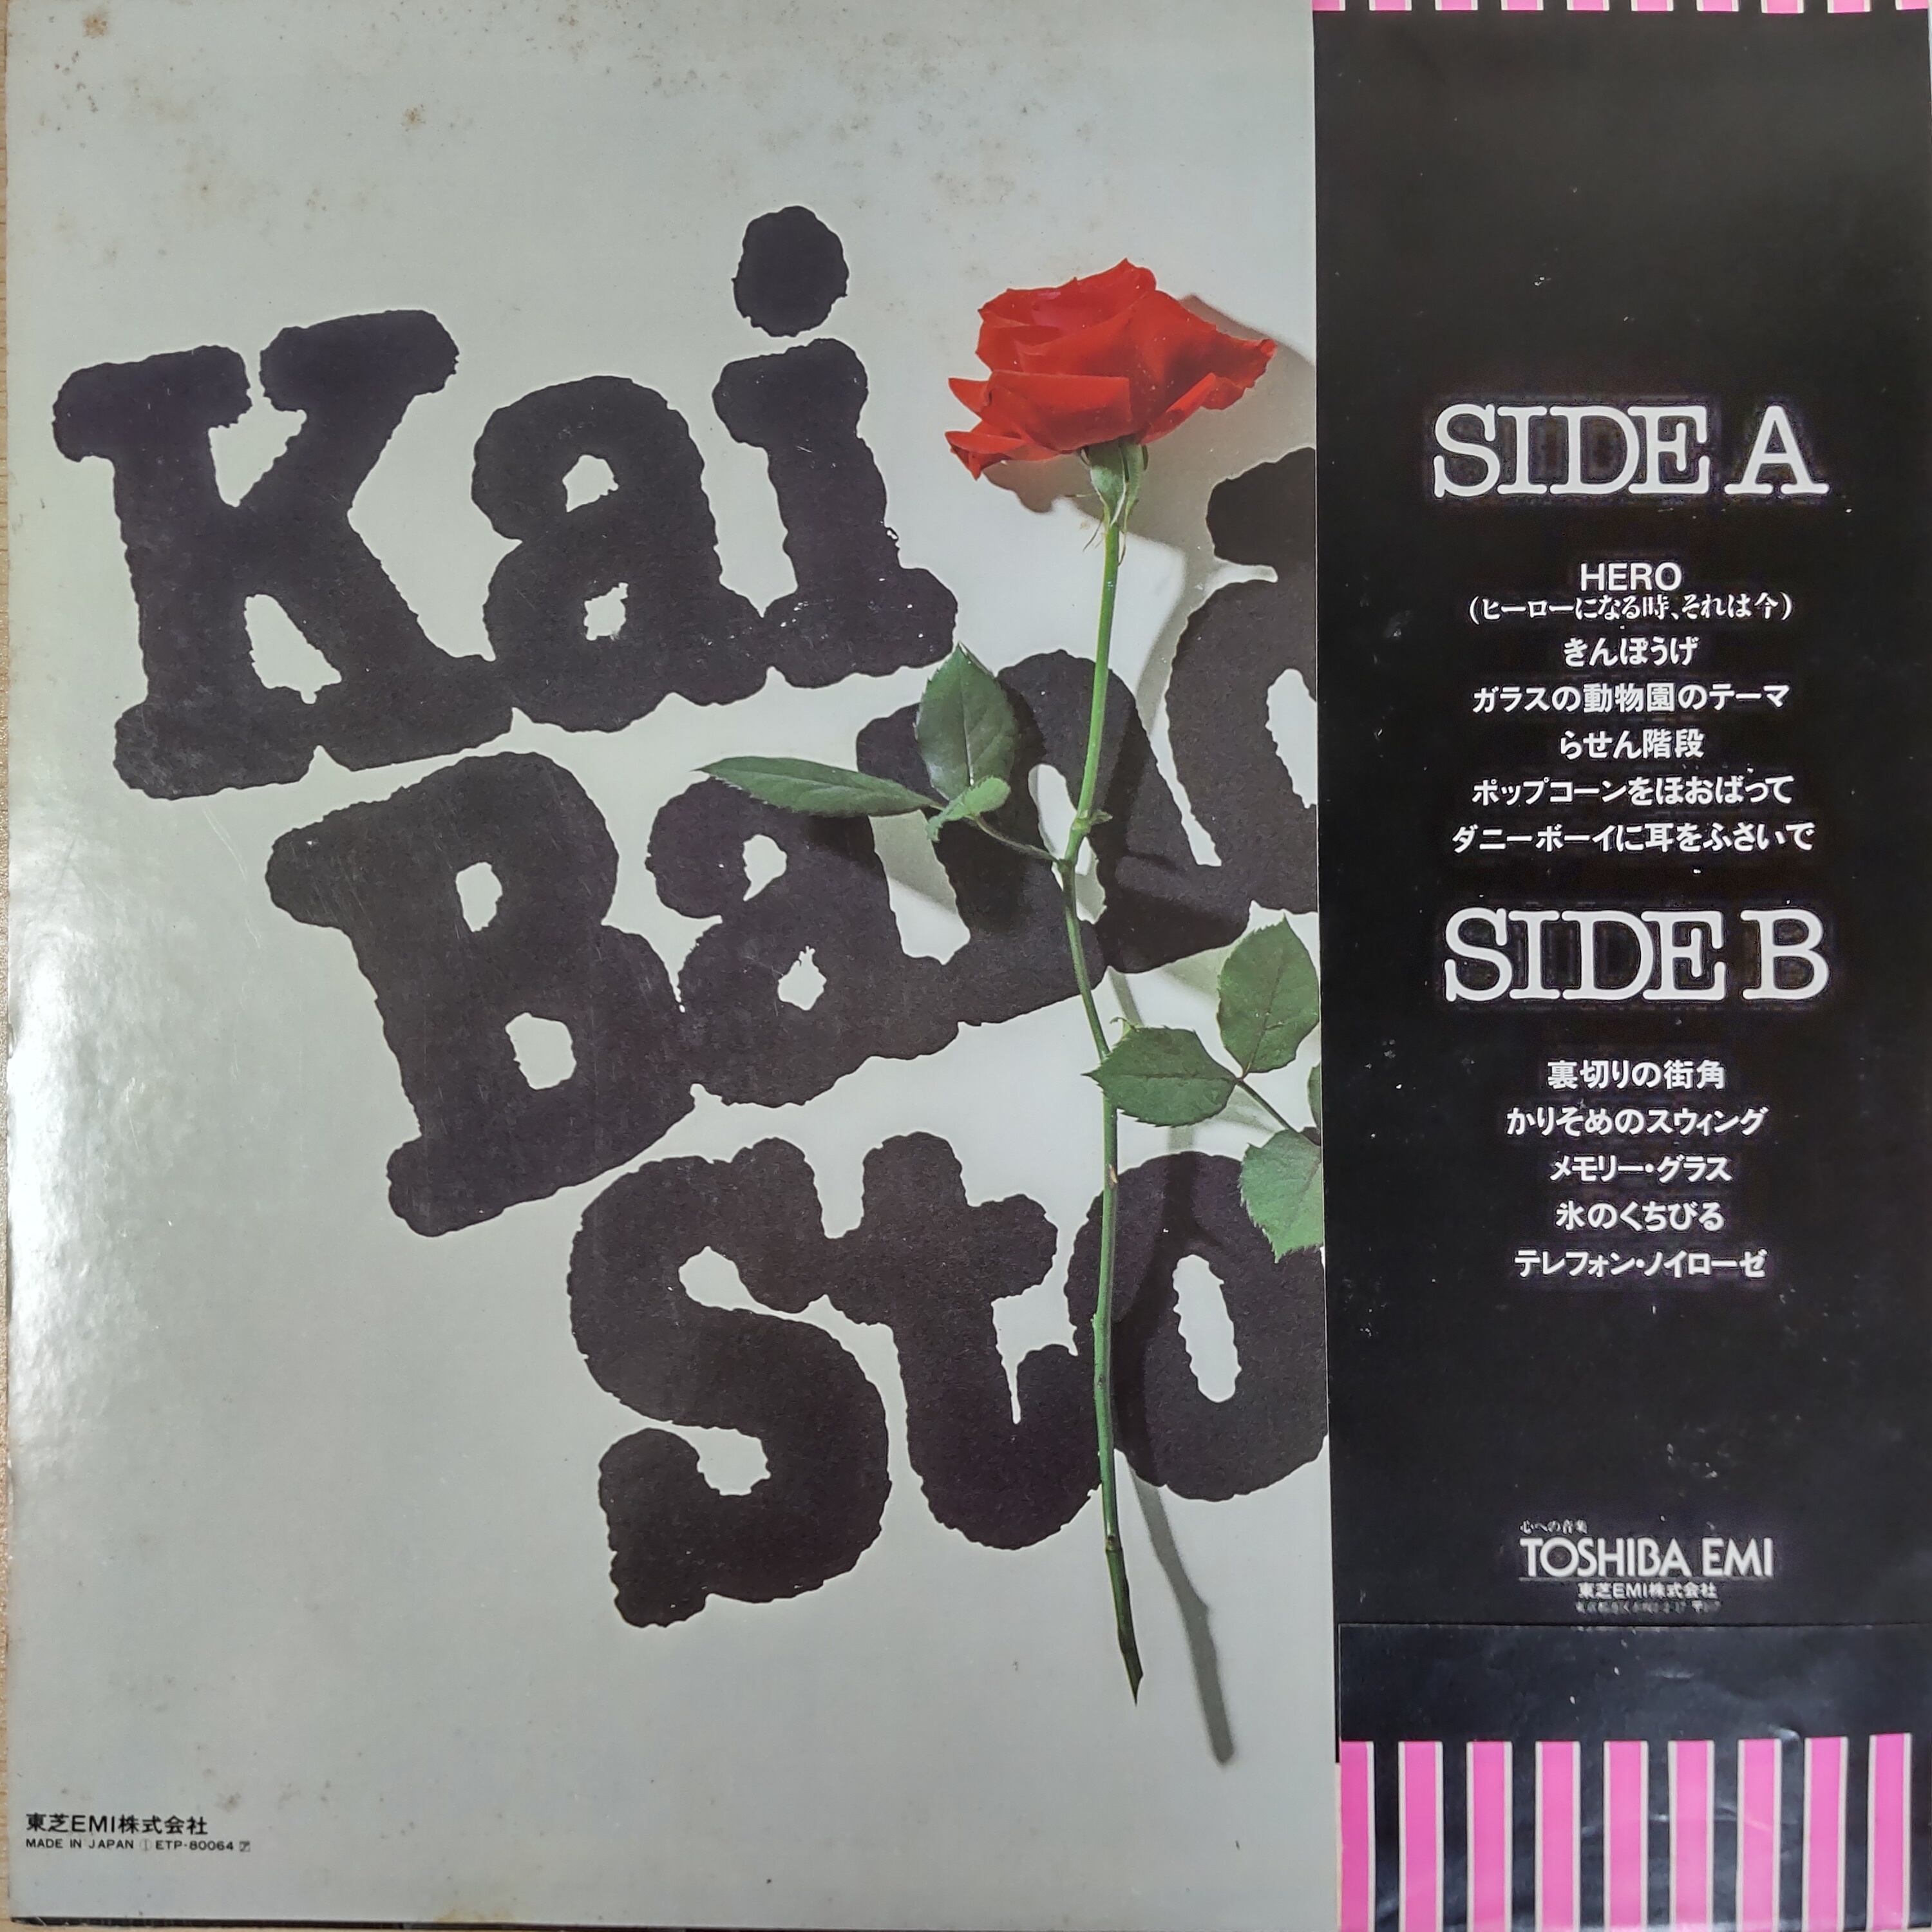 Kai
Band
Sto
東芝EMI株式会社
MADE IN JAPAN ETP-80064
SIDE A
HERO
(ヒーローになる時、それは今)
きんぽうげ
ガラスの動物園のテーマ
らせん階段
ポップコーンをほおばって
ダニーボーイに耳をふさいで
SIDE B
裏切りの街角
かりそめのスウィング
メモリー・グラス
氷のくちびる
テレフォン・ノイローゼ
心への音楽
TOSHIBA EMI
東芝EMI株式会社